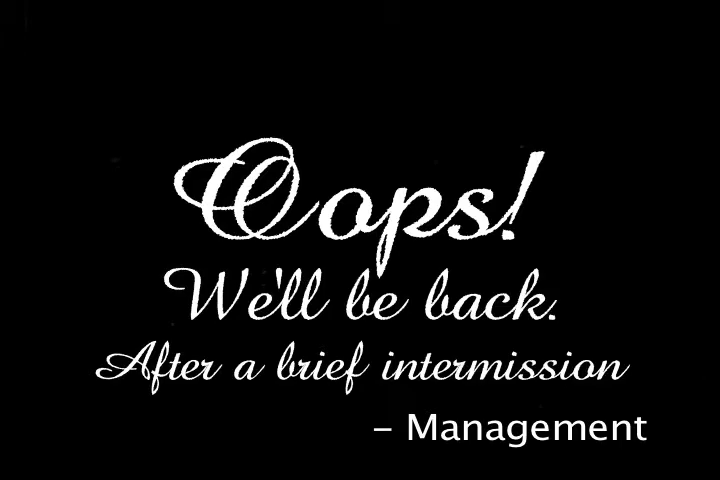 Oops!
We'll be back.
After a brief intermission
- Management